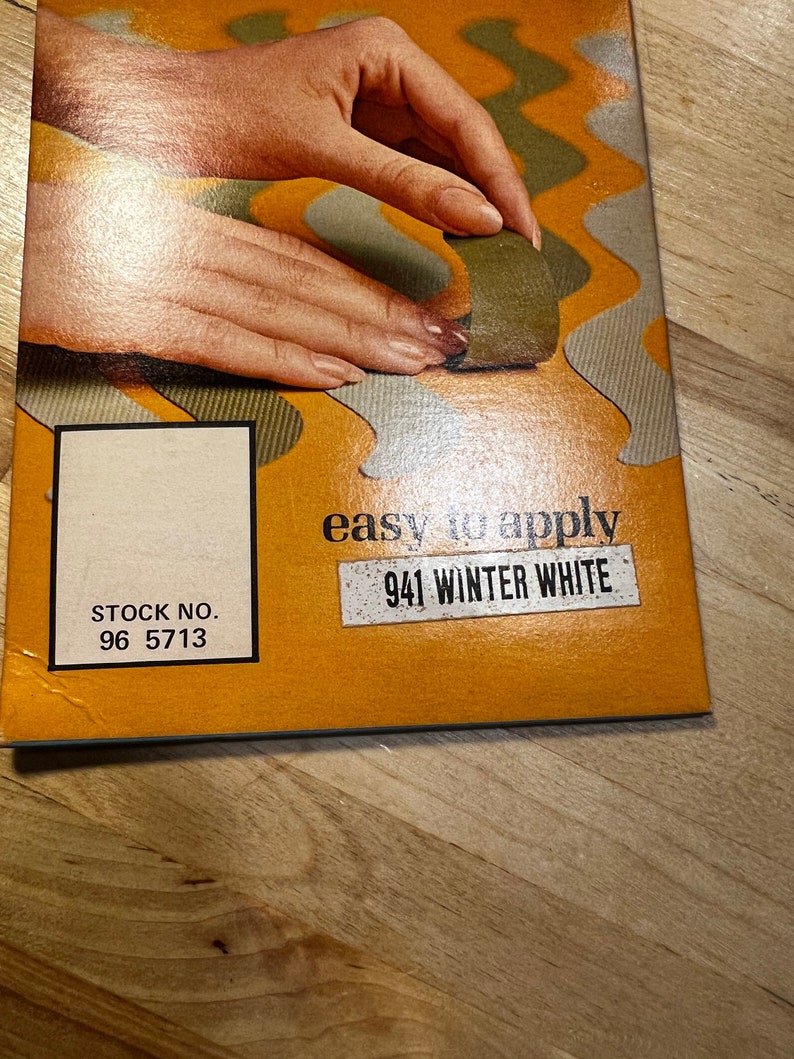 easy to apply
941 WINTER WHITE
STOCK NO.
96 5713